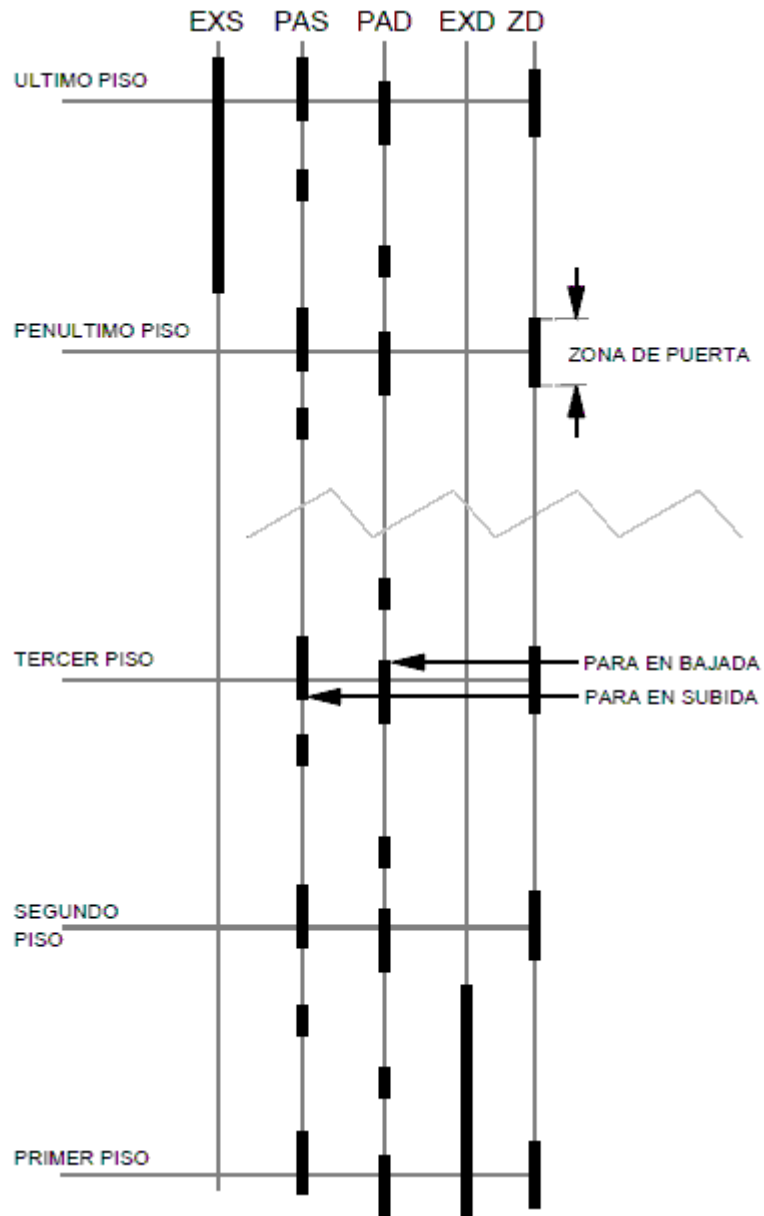 EXS PAS PAD EXD ZD
ULTIMO PISO
PENULTIMO PISO
ZONA DE PUERTA
TERCER PISO
PARA EN BAJADA
PARA EN SUBIDA
SEGUNDO
PISO
PRIMER PISO